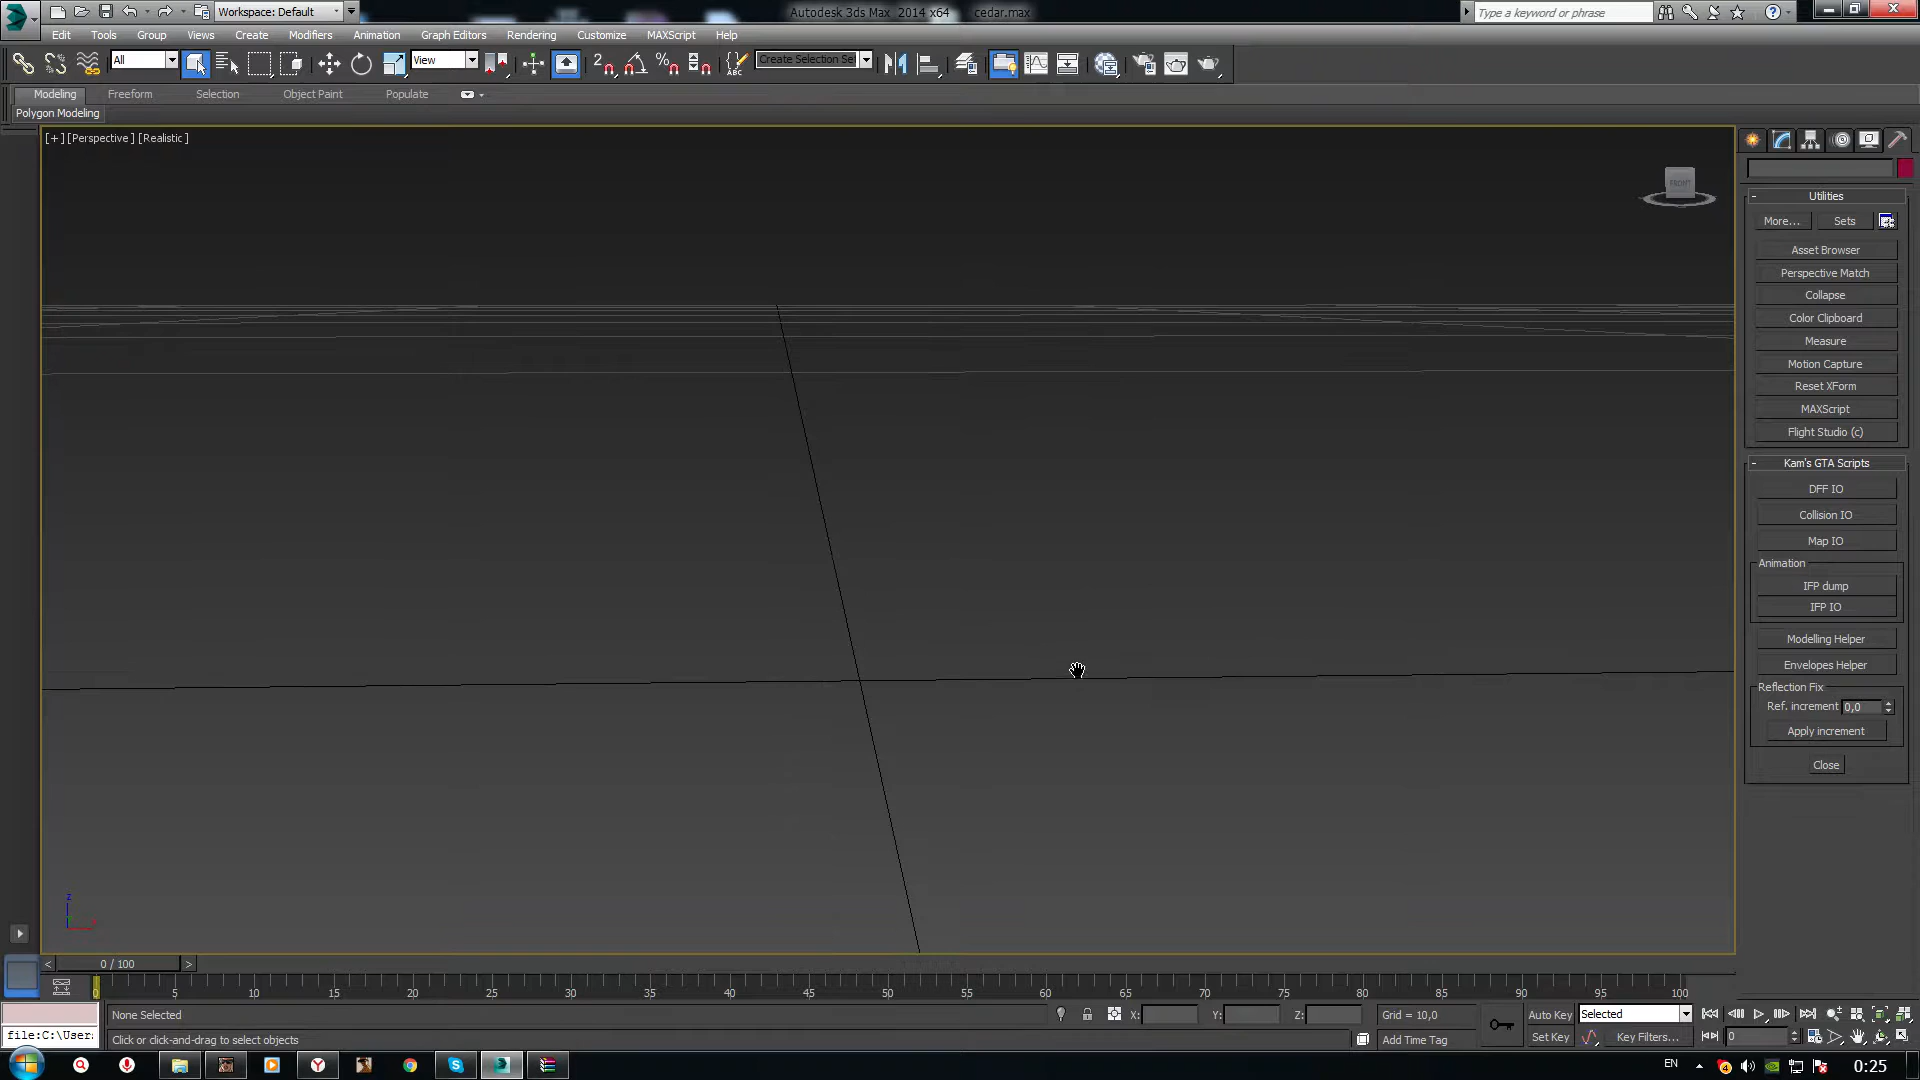 Workspace: Default
Autodesk 3ds Max 2014 x64 cedar.max
Type a keyword or phrase
Edit Tools Group Views Create Modifiers Animation Graph Editors Rendering Customize MAXScript Help
All
View
Create Selection Se
Modeling Freeform Selection Object Paint Populate
Polygon Modeling
[+] [Perspective] [Realistic]
FRONT
- Utilities
More... Sets
Asset Browser
Perspective Match
Collapse
Color Clipboard
Measure
Motion Capture
Reset XForm
MAXScript
Flight Studio (c)
- Kam's GTA Scripts
DFF IO
Collision IO
Map IO
Animation
IFP dump
IFP IO
Modelling Helper
Envelopes Helper
Reflection Fix
Ref. increment 0,0
Apply increment
Close
z
< 0 / 100 >
0 5 10 15 20 25 30 35 40 45 50 55 60 65 70 75 80 85 90 95 100
None Selected X: Y: Z: Grid = 10,0 Auto Key Selected
file:C:\User: Click or click-and-drag to select objects Add Time Tag Set Key Key Filters... 0
EN 0:25